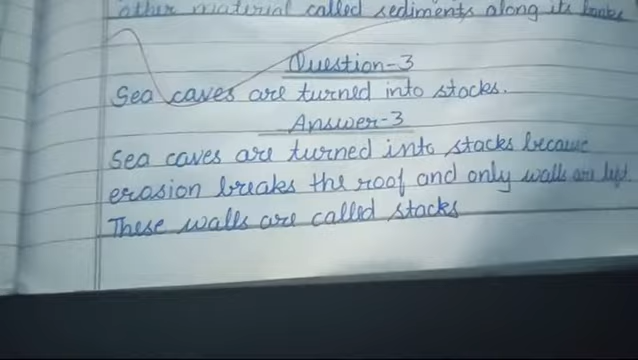 other material called sediments along its banks
Question-3
Sea caves are turned into stacks.
Answer-3
Sea caves are turned into stacks because
erosion breaks the roof and only walls are left.
These walls are called stacks